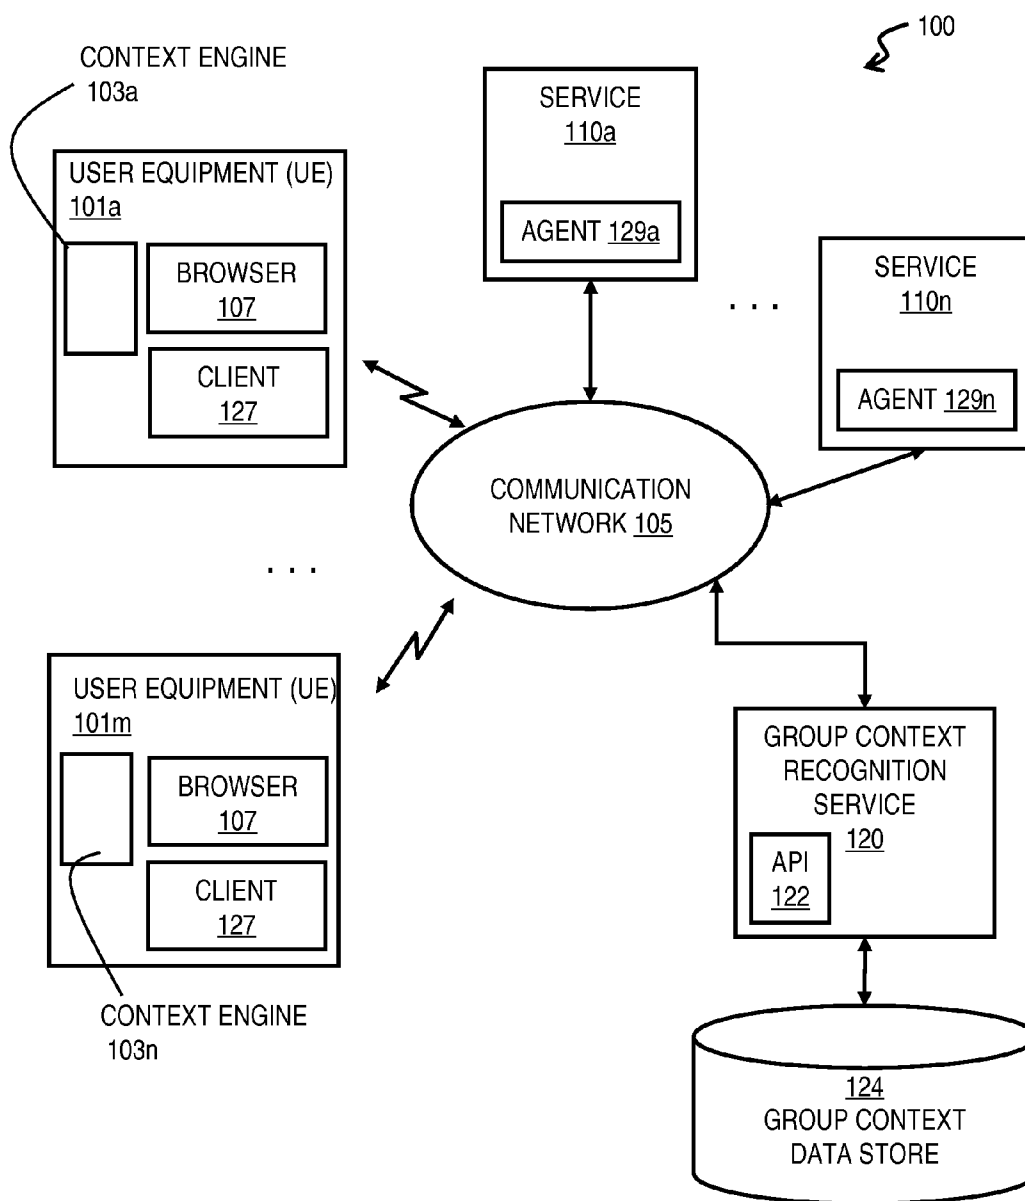 100
CONTEXT ENGINE
103a
SERVICE
110a
AGENT 129a
USER EQUIPMENT (UE)
101a
BROWSER
107
CLIENT
127
. . .
SERVICE
110n
AGENT 129n
COMMUNICATION
NETWORK 105
. . .
USER EQUIPMENT (UE)
101m
BROWSER
107
CLIENT
127
CONTEXT ENGINE
103n
GROUP CONTEXT
RECOGNITION
SERVICE
120
API
122
124
GROUP CONTEXT
DATA STORE